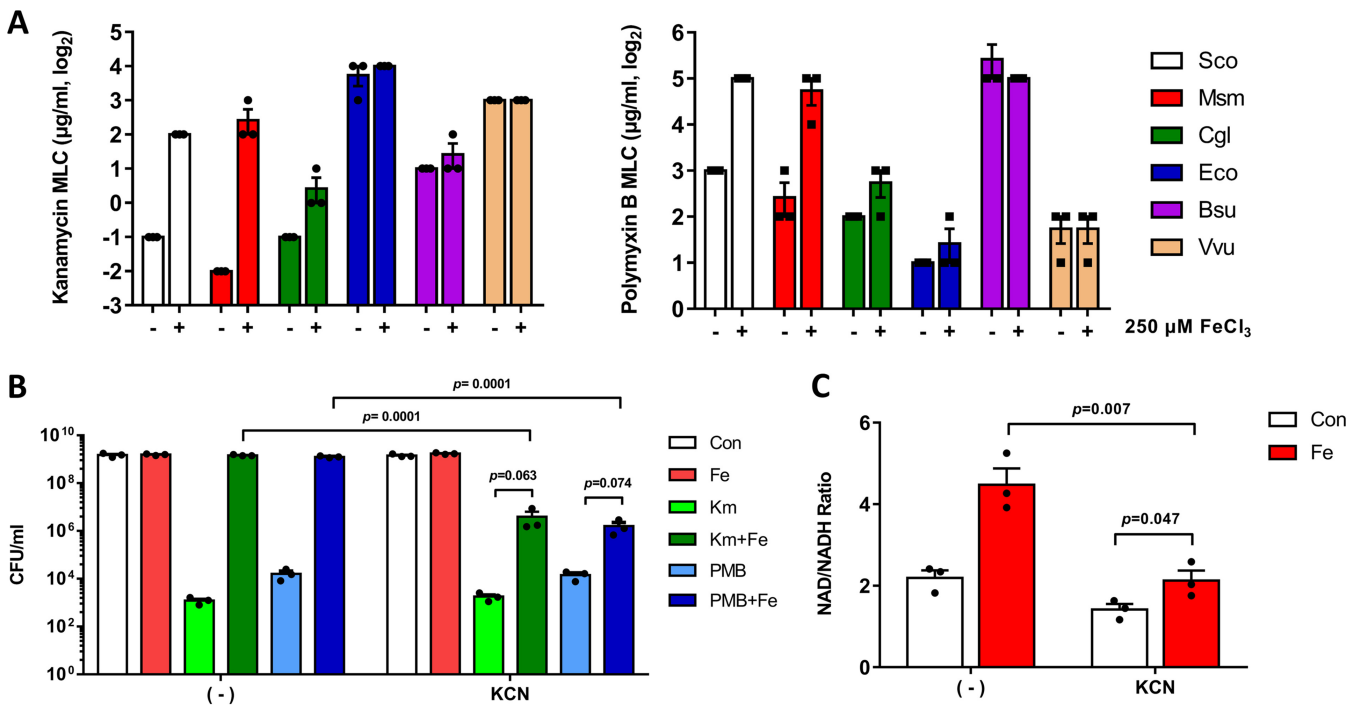 A
Kanamycin MLC (µg/ml, log2)
5
4
3
2
1
0
-1
-2
-3
- + - + - + - + - + - +
Polymyxin B MLC (µg/ml, log2)
6
5
4
3
2
1
0
- + - + - + - + - + - +
250 µM FeCl3
Sco
Msm
Cgl
Eco
Bsu
Vvu
B
CFU/ml
10^10
10^8
10^6
10^4
10^2
10^0
p= 0.0001
p= 0.0001
p=0.063
p=0.074
( - )
KCN
Con
Fe
Km
Km+Fe
PMB
PMB+Fe
C
NAD/NADH Ratio
6
4
2
0
p=0.007
p=0.047
( - )
KCN
Con
Fe